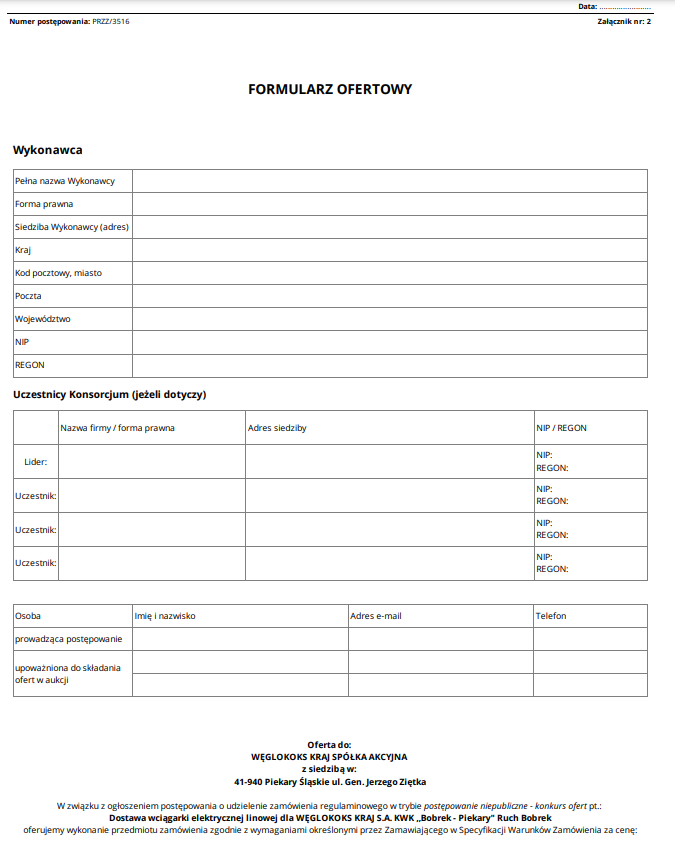 Data: ........................
Numer postępowania: PRZZ/3516 Załącznik nr: 2
FORMULARZ OFERTOWY
Wykonawca
Pełna nazwa Wykonawcy
Forma prawna
Siedziba Wykonawcy (adres)
Kraj
Kod pocztowy, miasto
Poczta
Województwo
NIP
REGON
Uczestnicy Konsorcjum (jeżeli dotyczy)
Nazwa firmy / forma prawna Adres siedziby NIP / REGON
Lider: NIP:
REGON:
Uczestnik: NIP:
REGON:
Uczestnik: NIP:
REGON:
Uczestnik: NIP:
REGON:
Osoba Imię i nazwisko Adres e-mail Telefon
prowadząca postępowanie
upoważniona do składania
ofert w aukcji
Oferta do:
WĘGLOKOKS KRAJ SPÓŁKA AKCYJNA
z siedzibą w:
41-940 Piekary Śląskie ul. Gen. Jerzego Ziętka
W związku z ogłoszeniem postępowania o udzielenie zamówienia regulaminowego w trybie postępowanie niepubliczne - konkurs ofert pt.:
Dostawa wciągarki elektrycznej linowej dla WĘGLOKOKS KRAJ S.A. KWK „Bobrek - Piekary" Ruch Bobrek
oferujemy wykonanie przedmiotu zamówienia zgodnie z wymaganiami określonymi przez Zamawiającego w Specyfikacji Warunków Zamówienia za cenę: